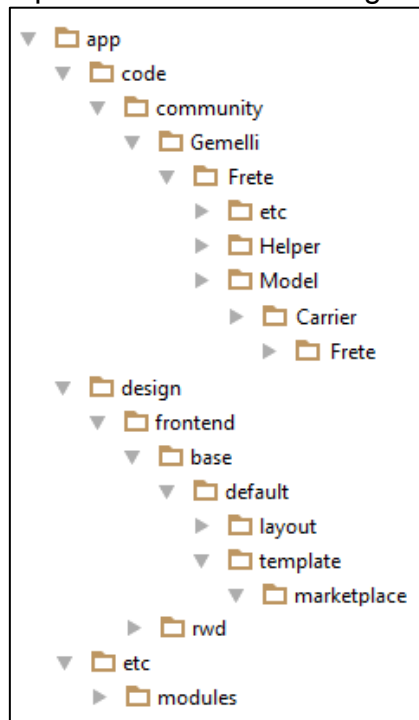 app
code
community
Gemelli
Frete
etc
Helper
Model
Carrier
Frete
design
frontend
base
default
layout
template
marketplace
rwd
etc
modules